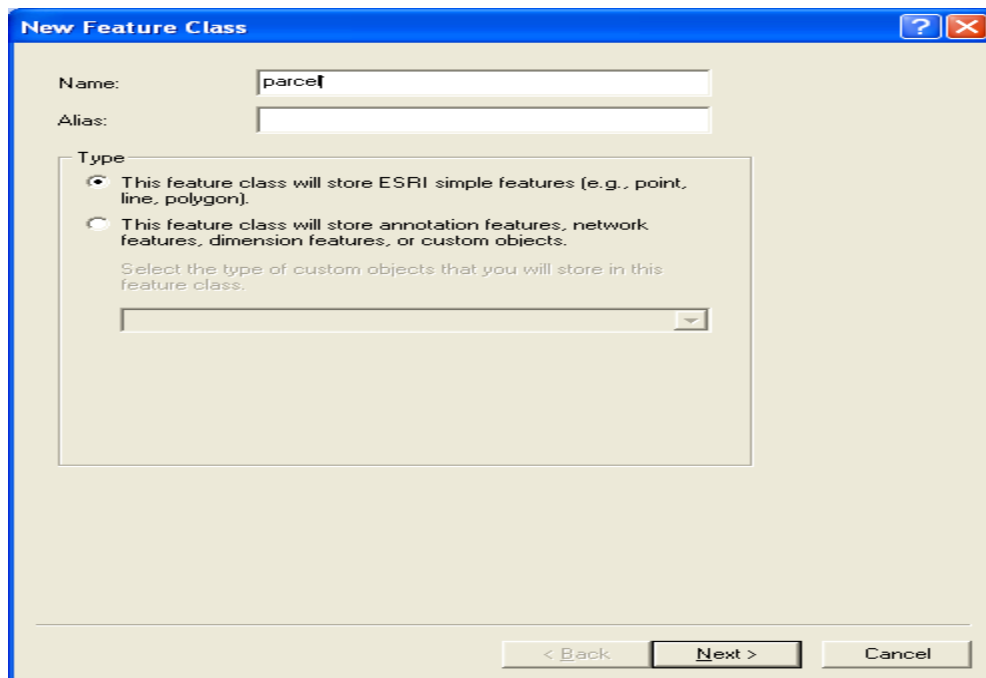 New Feature Class
Name: parcel
Alias:
Type
This feature class will store ESRI simple features (e.g., point,
line, polygon).
This feature class will store annotation features, network
features, dimension features, or custom objects.
Select the type of custom objects that you will store in this
feature class.
< Back Next > Cancel